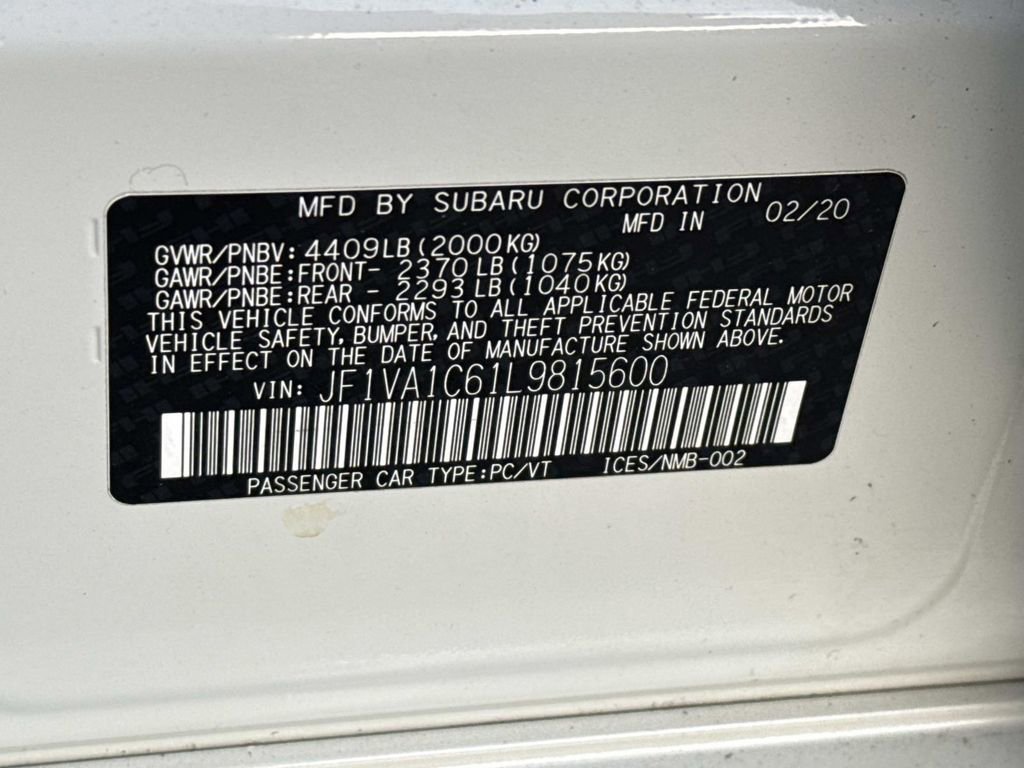 MFD BY SUBARU CORPORATION
MFD IN 02/20
GVWR/PNBV: 4409LB(2000KG)
GAWR/PNBE:FRONT- 2370LB(1075KG)
GAWR/PNBE:REAR - 2293LB(1040KG)
THIS VEHICLE CONFORMS TO ALL APPLICABLE FEDERAL MOTOR
VEHICLE SAFETY, BUMPER, AND THEFT PREVENTION STANDARDS
IN EFFECT ON THE DATE OF MANUFACTURE SHOWN ABOVE.
VIN: JF1VA1C61L9815600
PASSENGER CAR TYPE:PC/VT ICES/NMB-002